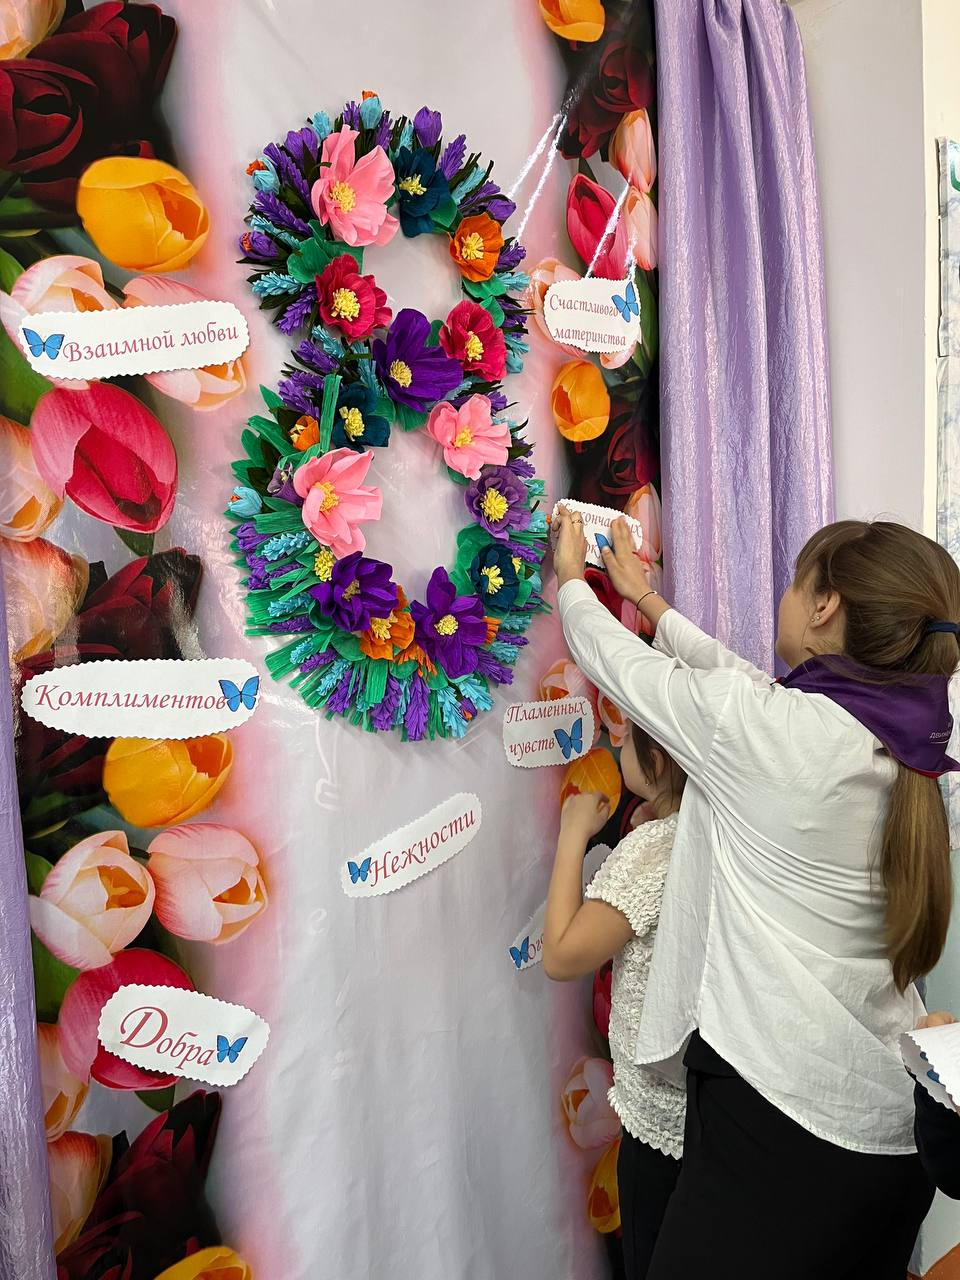 Взаимной любви
Счастливого
материнства
Комплиментов
Пламенных
чувств
Нежности
Добра